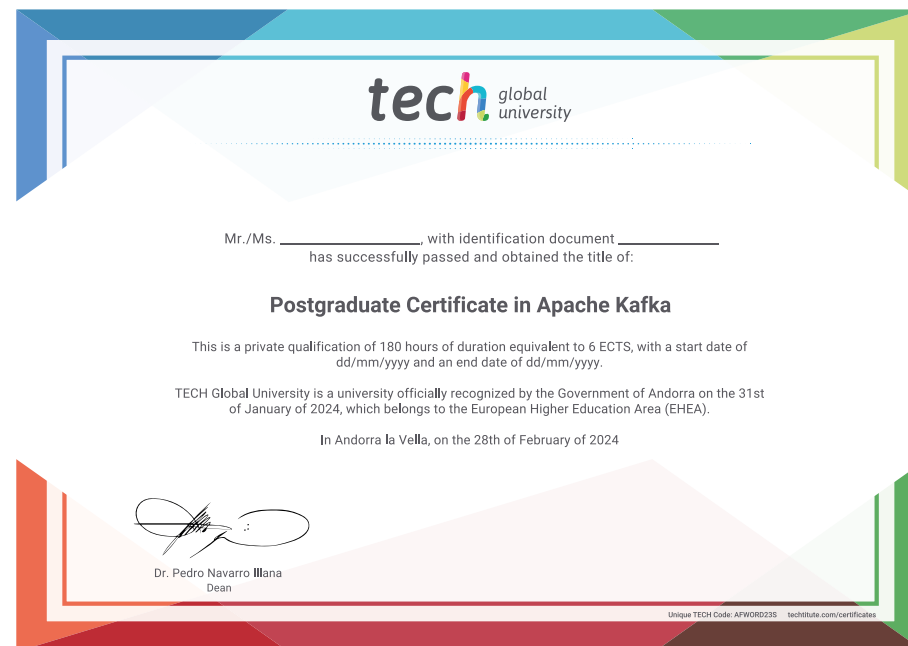 tech global
university
Mr./Ms. ____________________, with identification document ______________
has successfully passed and obtained the title of:
Postgraduate Certificate in Apache Kafka
This is a private qualification of 180 hours of duration equivalent to 6 ECTS, with a start date of
dd/mm/yyyy and an end date of dd/mm/yyyy.
TECH Global University is a university officially recognized by the Government of Andorra on the 31st
of January of 2024, which belongs to the European Higher Education Area (EHEA).
In Andorra la Vella, on the 28th of February of 2024
Dr. Pedro Navarro Illana
Dean
Unique TECH Code: AFWORD23S techtitute.com/certificates